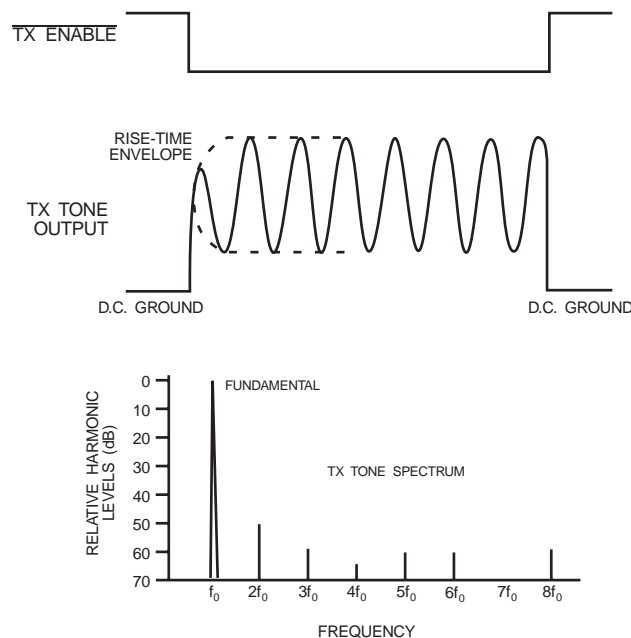 TX ENABLE
RISE-TIME
ENVELOPE
TX TONE
OUTPUT
D.C. GROUND
D.C. GROUND
RELATIVE HARMONIC
LEVELS (dB)
0
10
20
30
40
50
60
70
FUNDAMENTAL
TX TONE SPECTRUM
f₀ 2f₀ 3f₀ 4f₀ 5f₀ 6f₀ 7f₀ 8f₀
FREQUENCY